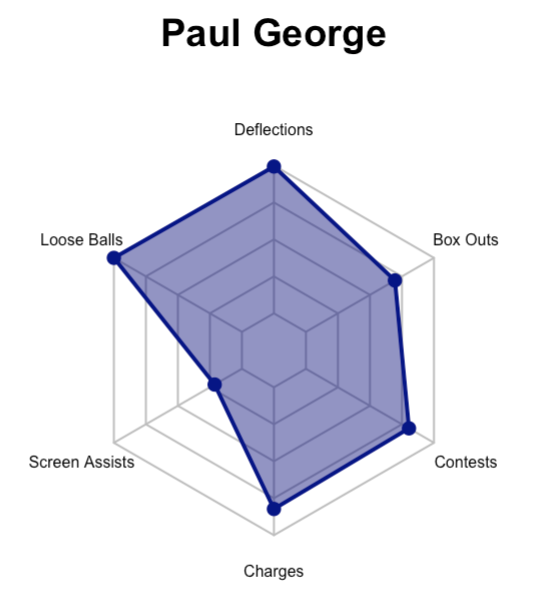 Paul George
Deflections
Loose Balls
Box Outs
Screen Assists
Contests
Charges